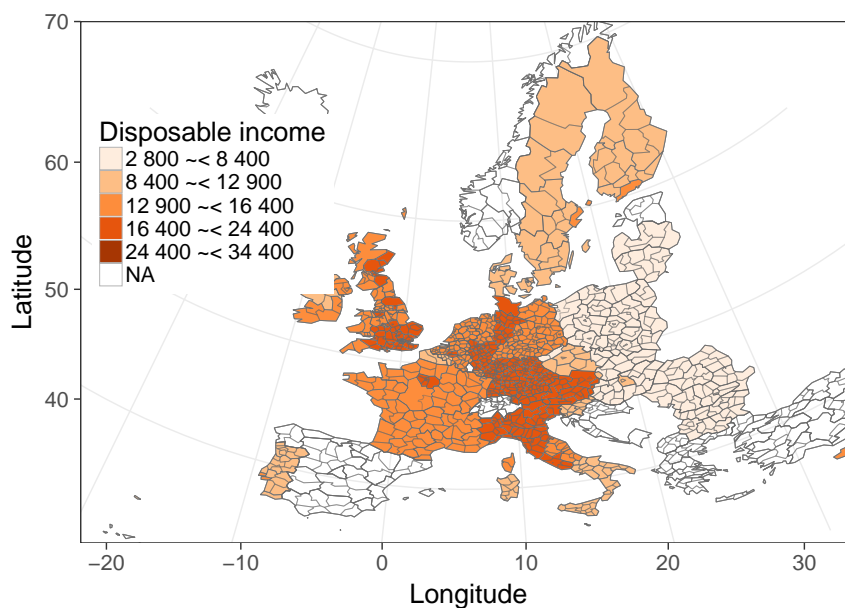 70
60
50
40
Latitude
Disposable income
2 800 ~< 8 400
8 400 ~< 12 900
12 900 ~< 16 400
16 400 ~< 24 400
24 400 ~< 34 400
NA
−20 −10 0 10 20 30
Longitude